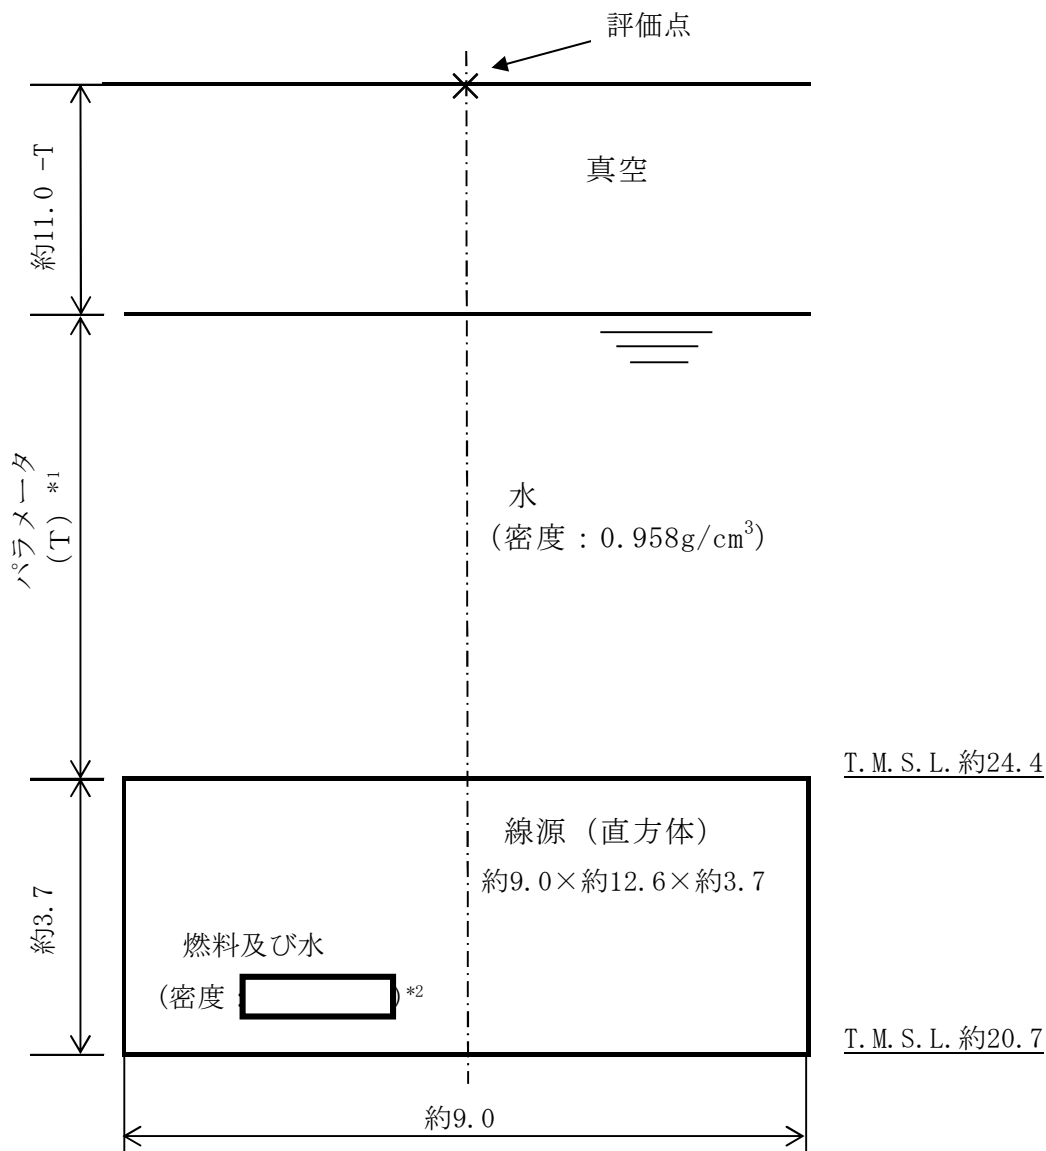 評価点
約11.0 -T
真空
パラメータ
(T) *1
水
(密度：0.958g/cm3)
T.M.S.L.約24.4
線源（直方体）
約9.0×約12.6×約3.7
約3.7
燃料及び水
(密度：)*2
T.M.S.L.約20.7
約9.0